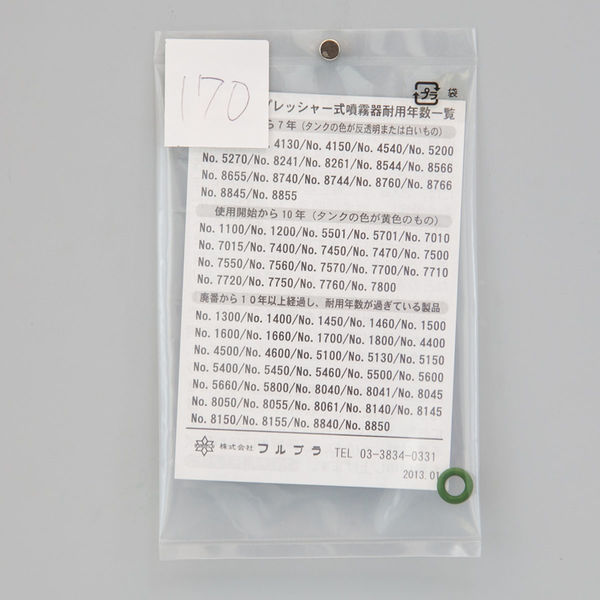 170
プラ 袋
プレッシャー式噴霧器耐用年数一覧
ら7年（タンクの色が反透明または白いもの）
4130/No. 4150/No. 4540/No. 5200
No. 5270/No. 8241/No. 8261/No. 8544/No. 8566
No. 8655/No. 8740/No. 8744/No. 8760/No. 8766
No. 8845/No. 8855
使用開始から10年（タンクの色が黄色のもの）
No. 1100/No. 1200/No. 5501/No. 5701/No. 7010
No. 7015/No. 7400/No. 7450/No. 7470/No. 7500
No. 7550/No. 7560/No. 7570/No. 7700/No. 7710
No. 7720/No. 7750/No. 7760/No. 7800
廃番から10年以上経過し、耐用年数が過ぎている製品
No. 1300/No. 1400/No. 1450/No. 1460/No. 1500
No. 1600/No. 1660/No. 1700/No. 1800/No. 4400
No. 4500/No. 4600/No. 5100/No. 5130/No. 5150
No. 5400/No. 5450/No. 5460/No. 5500/No. 5600
No. 5660/No. 5800/No. 8040/No. 8041/No. 8045
No. 8050/No. 8055/No. 8061/No. 8140/No. 8145
No. 8150/No. 8155/No. 8840/No. 8850
株式会社 フルプラ TEL 03-3834-0331
2013.01